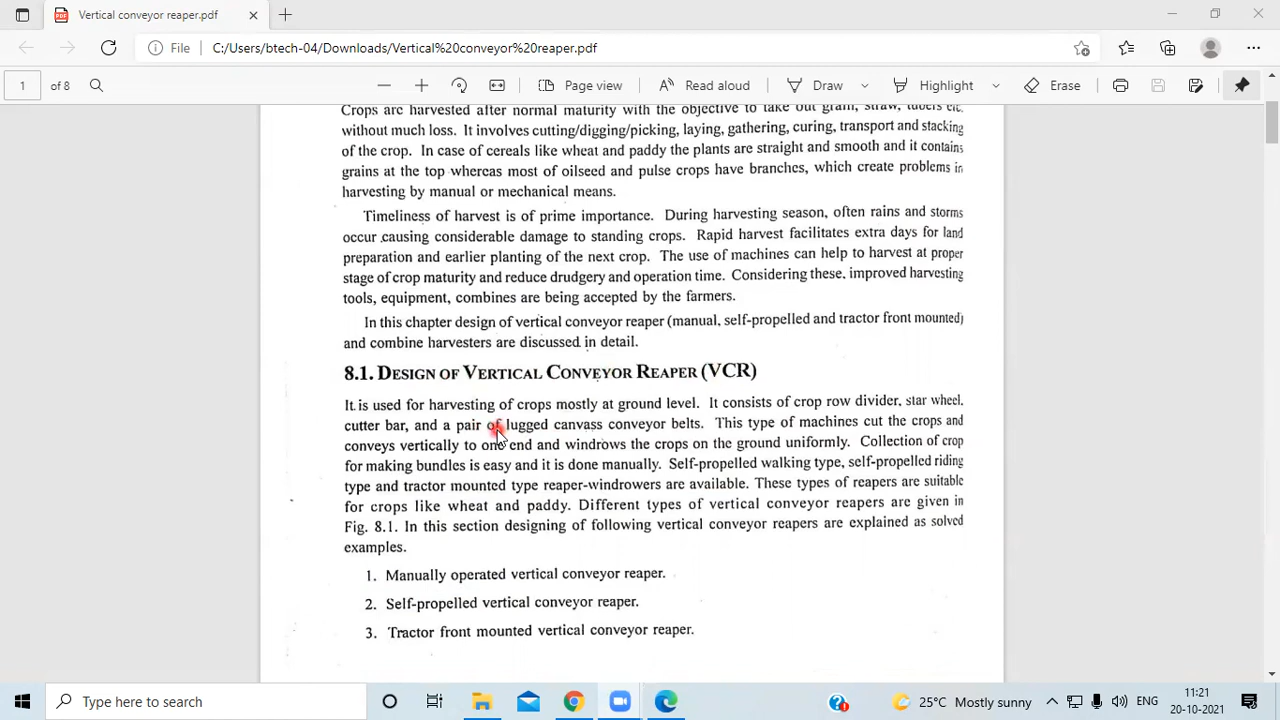 Vertical conveyor reaper.pdf
File C:/Users/btech-04/Downloads/Vertical%20conveyor%20reaper.pdf
1 of 8 Page view Read aloud Draw Highlight Erase
Crops are harvested after normal maturity with the objective to take out grain, straw, tubers etc.
without much loss. It involves cutting/digging/picking, laying, gathering, curing, transport and stacking
of the crop. In case of cereals like wheat and paddy the plants are straight and smooth and it contains
grains at the top whereas most of oilseed and pulse crops have branches, which create problems in
harvesting by manual or mechanical means.
Timeliness of harvest is of prime importance. During harvesting season, often rains and storms
occur causing considerable damage to standing crops. Rapid harvest facilitates extra days for land
preparation and earlier planting of the next crop. The use of machines can help to harvest at proper
stage of crop maturity and reduce drudgery and operation time. Considering these, improved harvesting
tools, equipment, combines are being accepted by the farmers.
In this chapter design of vertical conveyor reaper (manual, self-propelled and tractor front mounted)
and combine harvesters are discussed in detail.
8.1. DESIGN OF VERTICAL CONVEYOR REAPER (VCR)
It is used for harvesting of crops mostly at ground level. It consists of crop row divider, star wheel,
cutter bar, and a pair of lugged canvass conveyor belts. This type of machines cut the crops and
conveys vertically to one end and windrows the crops on the ground uniformly. Collection of crop
for making bundles is easy and it is done manually. Self-propelled walking type, self-propelled riding
type and tractor mounted type reaper-windrowers are available. These types of reapers are suitable
for crops like wheat and paddy. Different types of vertical conveyor reapers are given in
Fig. 8.1. In this section designing of following vertical conveyor reapers are explained as solved
examples.
1. Manually operated vertical conveyor reaper.
2. Self-propelled vertical conveyor reaper.
3. Tractor front mounted vertical conveyor reaper.
Type here to search
25°C Mostly sunny
ENG
11:21
20-10-2021